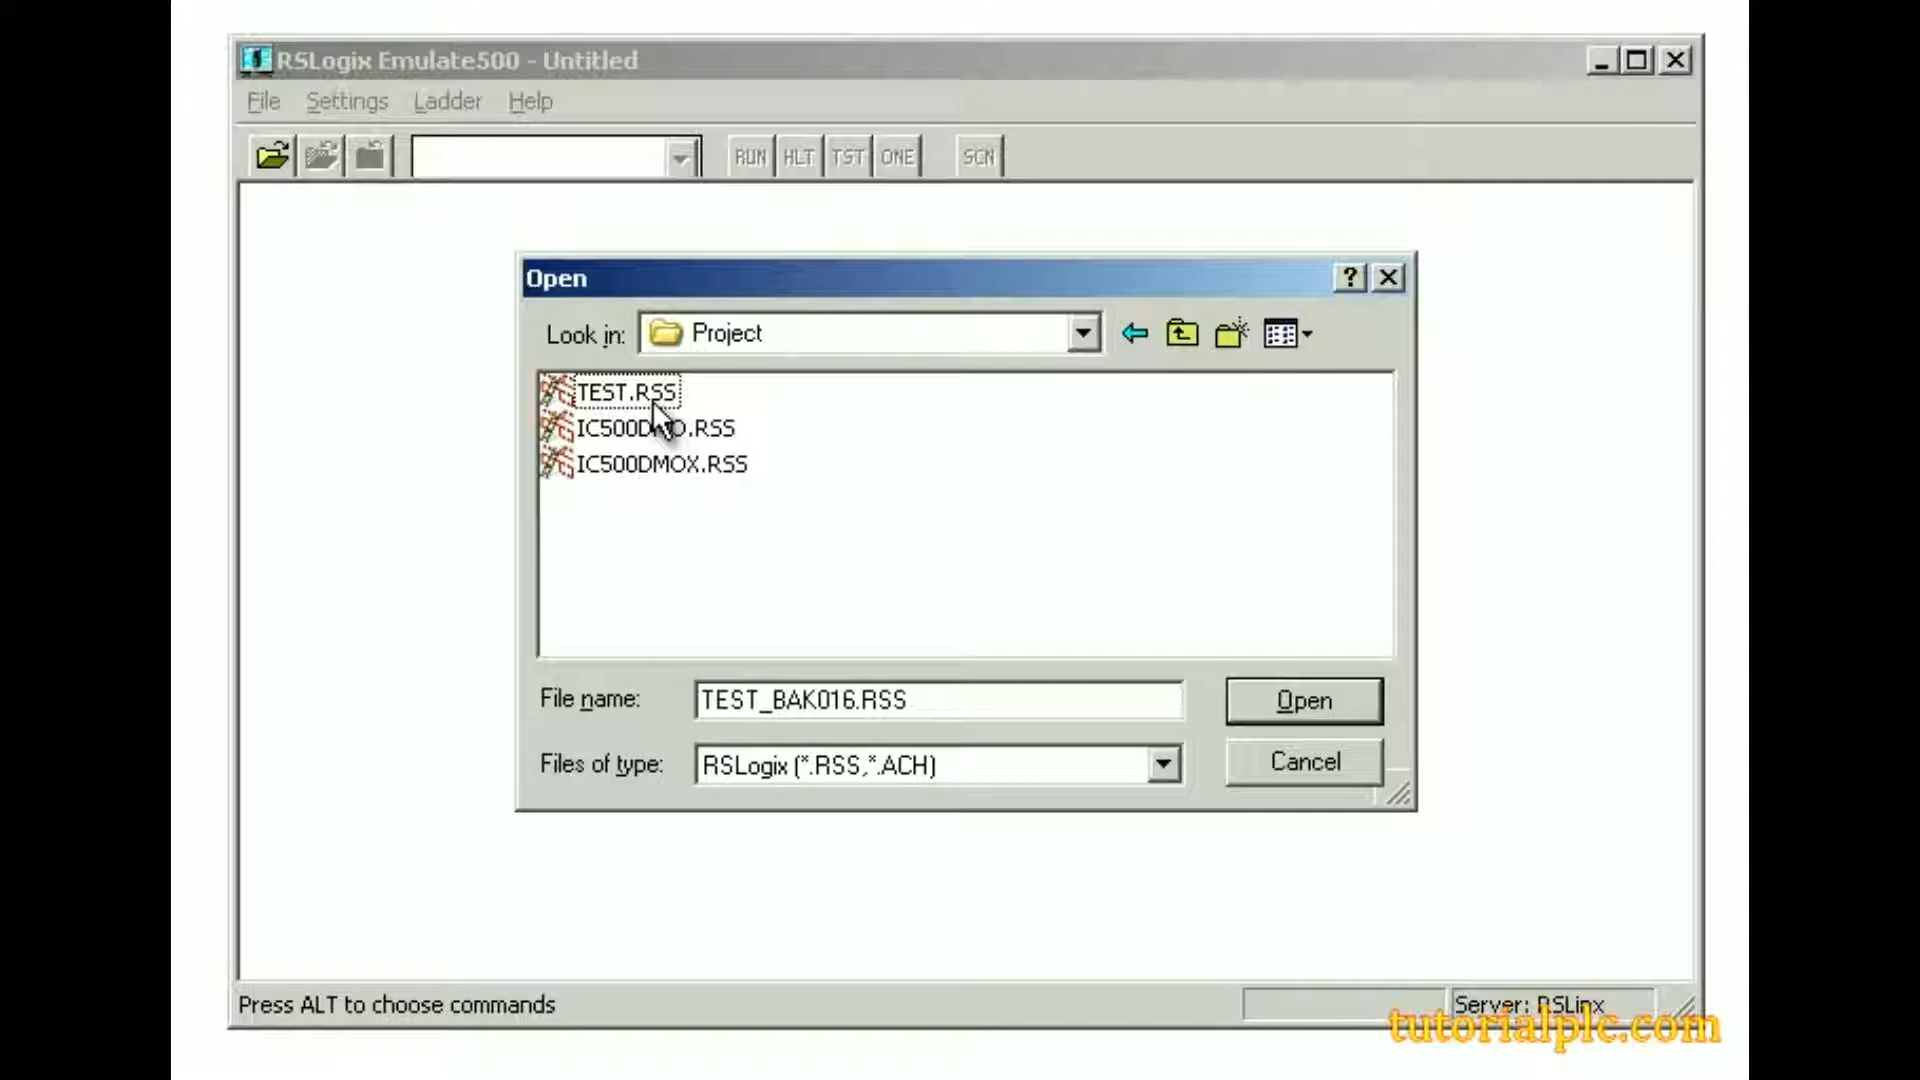 RSLogix Emulate500 - Untitled
File Settings Ladder Help
RUN HLT TST ONE SCN
Open
Look in: Project
TEST.RSS
IC500DMO.RSS
IC500DMOX.RSS
File name: TEST_BAK016.RSS Open
Files of type: RSLogix (*.RSS,*.ACH) Cancel
Press ALT to choose commands Server: RSLinx
tutorialplc.com